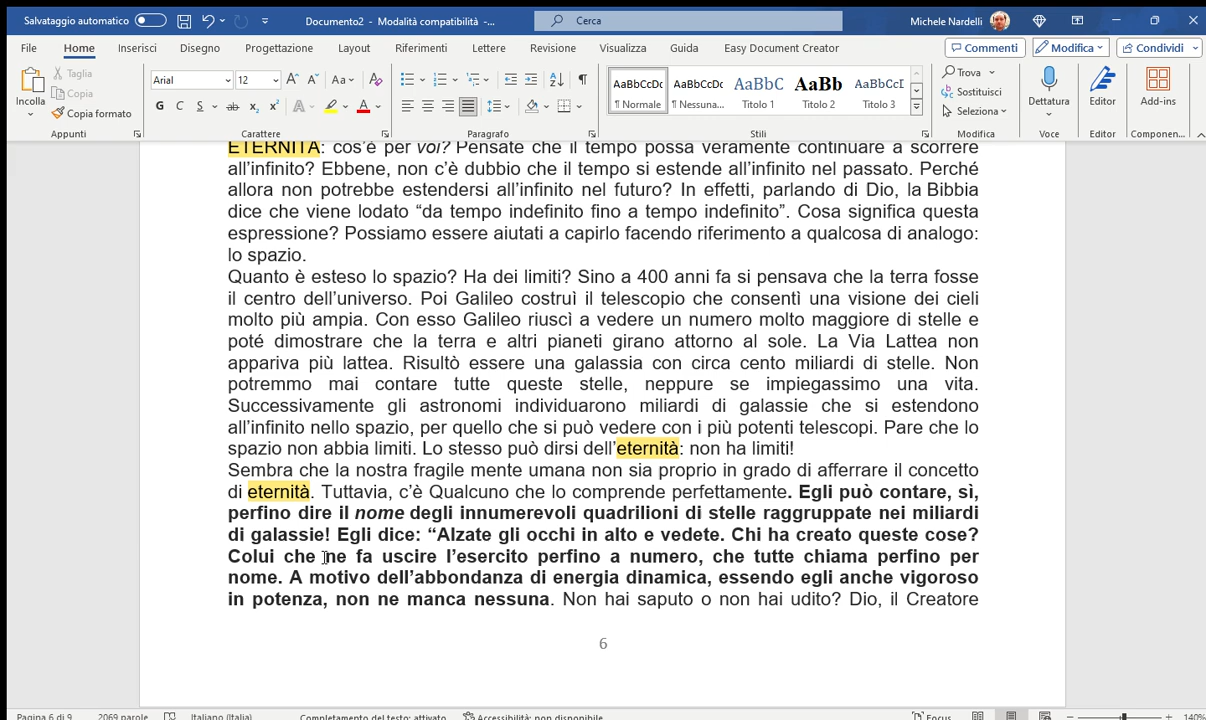 Salvataggio automatico
Documento2 - Modalità compatibilità -...
Cerca
Michele Nardelli
File Home Inserisci Disegno Progettazione Layout Riferimenti Lettere Revisione Visualizza Guida Easy Document Creator
Commenti Modifica Condividi
Incolla
Taglia
Copia
Copia formato
Appunti
Arial 12 Aa
G C S ab x₂ x² A A
Carattere
Paragrafo
AaBbCcDc AaBbCcDc AaBbC AaBb AaBbCcD
¶ Normale ¶ Nessuna... Titolo 1 Titolo 2 Titolo 3
Stili
Trova
Sostituisci
Seleziona
Modifica
Dettatura
Voce
Editor
Editor
Add-ins
Componen...
ETERNITÀ: cos’è per voi? Pensate che il tempo possa veramente continuare a scorrere
all’infinito? Ebbene, non c’è dubbio che il tempo si estende all’infinito nel passato. Perché
allora non potrebbe estendersi all’infinito nel futuro? In effetti, parlando di Dio, la Bibbia
dice che viene lodato “da tempo indefinito fino a tempo indefinito”. Cosa significa questa
espressione? Possiamo essere aiutati a capirlo facendo riferimento a qualcosa di analogo:
lo spazio.
Quanto è esteso lo spazio? Ha dei limiti? Sino a 400 anni fa si pensava che la terra fosse
il centro dell’universo. Poi Galileo costruì il telescopio che consentì una visione dei cieli
molto più ampia. Con esso Galileo riuscì a vedere un numero molto maggiore di stelle e
poté dimostrare che la terra e altri pianeti girano attorno al sole. La Via Lattea non
appariva più lattea. Risultò essere una galassia con circa cento miliardi di stelle. Non
potremmo mai contare tutte queste stelle, neppure se impiegassimo una vita.
Successivamente gli astronomi individuarono miliardi di galassie che si estendono
all’infinito nello spazio, per quello che si può vedere con i più potenti telescopi. Pare che lo
spazio non abbia limiti. Lo stesso può dirsi dell’eternità: non ha limiti!
Sembra che la nostra fragile mente umana non sia proprio in grado di afferrare il concetto
di eternità. Tuttavia, c’è Qualcuno che lo comprende perfettamente. Egli può contare, sì,
perfino dire il nome degli innumerevoli quadrilioni di stelle raggruppate nei miliardi
di galassie! Egli dice: “Alzate gli occhi in alto e vedete. Chi ha creato queste cose?
Colui che ne fa uscire l’esercito perfino a numero, che tutte chiama perfino per
nome. A motivo dell’abbondanza di energia dinamica, essendo egli anche vigoroso
in potenza, non ne manca nessuna. Non hai saputo o non hai udito? Dio, il Creatore
6
Pagina 6 di 9 2069 parole Italiano (Italia) Completamento del testo: attivato Accessibilità: non disponibile Focus 140%